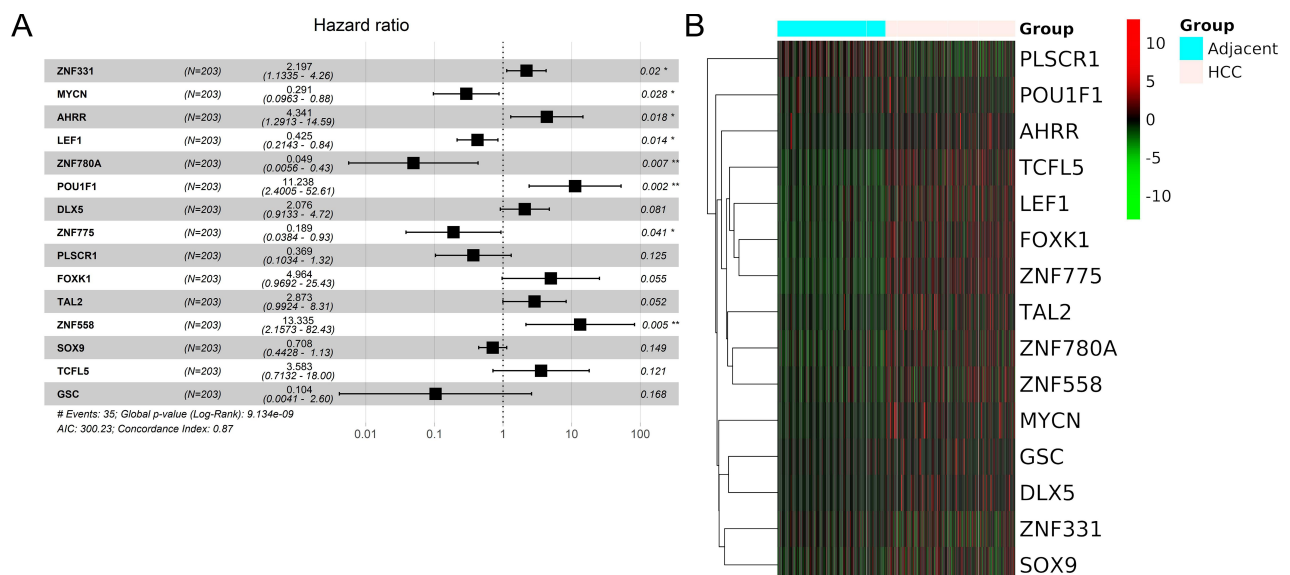 A
Hazard ratio
ZNF331 (N=203) 2.197 (1.1335 - 4.26) 0.02 *
MYCN (N=203) 0.291 (0.0963 - 0.88) 0.028 *
AHRR (N=203) 4.341 (1.2913 - 14.59) 0.018 *
LEF1 (N=203) 0.425 (0.2143 - 0.84) 0.014 *
ZNF780A (N=203) 0.049 (0.0056 - 0.43) 0.007 **
POU1F1 (N=203) 11.238 (2.4005 - 52.61) 0.002 **
DLX5 (N=203) 2.076 (0.9133 - 4.72) 0.081
ZNF775 (N=203) 0.189 (0.0384 - 0.93) 0.041 *
PLSCR1 (N=203) 0.369 (0.1034 - 1.32) 0.125
FOXK1 (N=203) 4.964 (0.9692 - 25.43) 0.055
TAL2 (N=203) 2.873 (0.9924 - 8.31) 0.052
ZNF558 (N=203) 13.335 (2.1573 - 82.43) 0.005 **
SOX9 (N=203) 0.708 (0.4428 - 1.13) 0.149
TCFL5 (N=203) 3.583 (0.7132 - 18.00) 0.121
GSC (N=203) 0.104 (0.0041 - 2.60) 0.168
# Events: 35; Global p-value (Log-Rank): 9.134e-09
AIC: 300.23; Concordance Index: 0.87
0.01 0.1 1 10 100
B
Group
PLSCR1
POU1F1
AHRR
TCFL5
LEF1
FOXK1
ZNF775
TAL2
ZNF780A
ZNF558
MYCN
GSC
DLX5
ZNF331
SOX9
10
5
0
-5
-10
Group
Adjacent
HCC